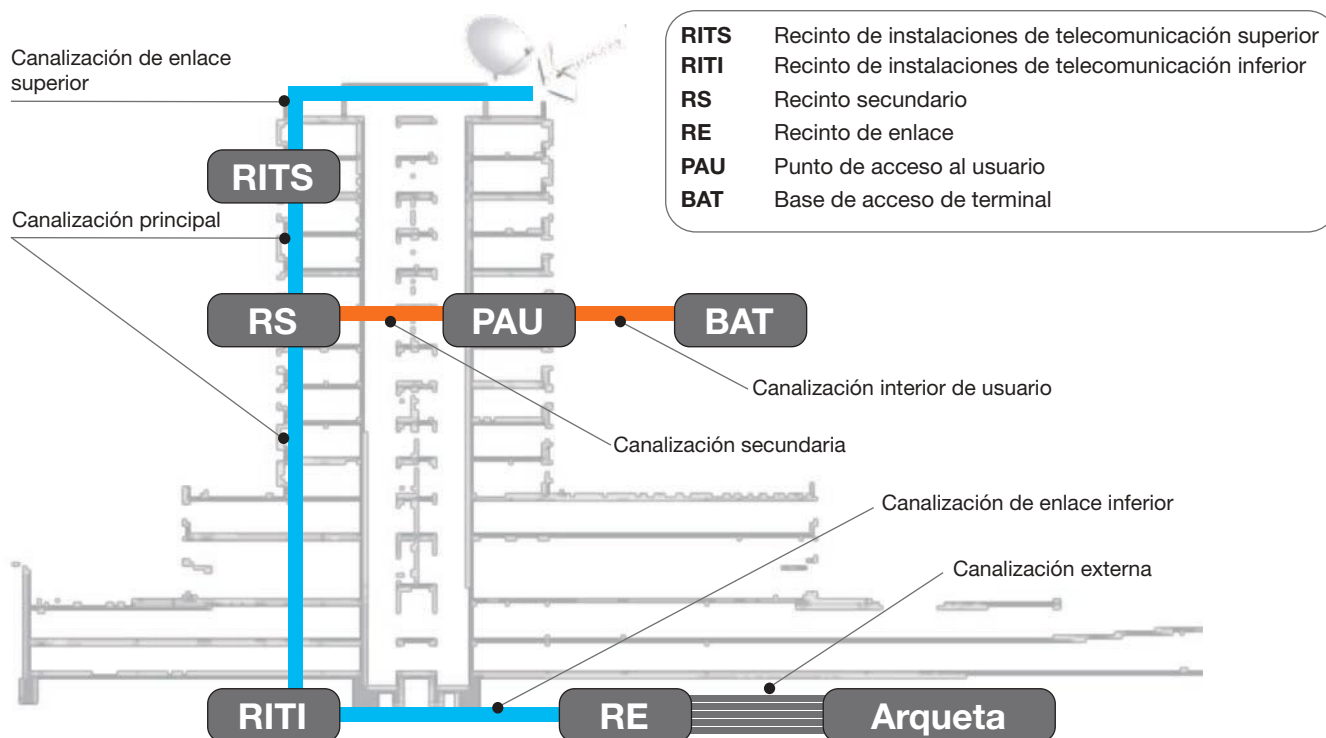 Canalización de enlace
superior
RITS Recinto de instalaciones de telecomunicación superior
RITI Recinto de instalaciones de telecomunicación inferior
RS Recinto secundario
RE Recinto de enlace
PAU Punto de acceso al usuario
BAT Base de acceso de terminal
RITS
Canalización principal
RS
PAU
BAT
Canalización interior de usuario
Canalización secundaria
Canalización de enlace inferior
Canalización externa
RITI
RE
Arqueta